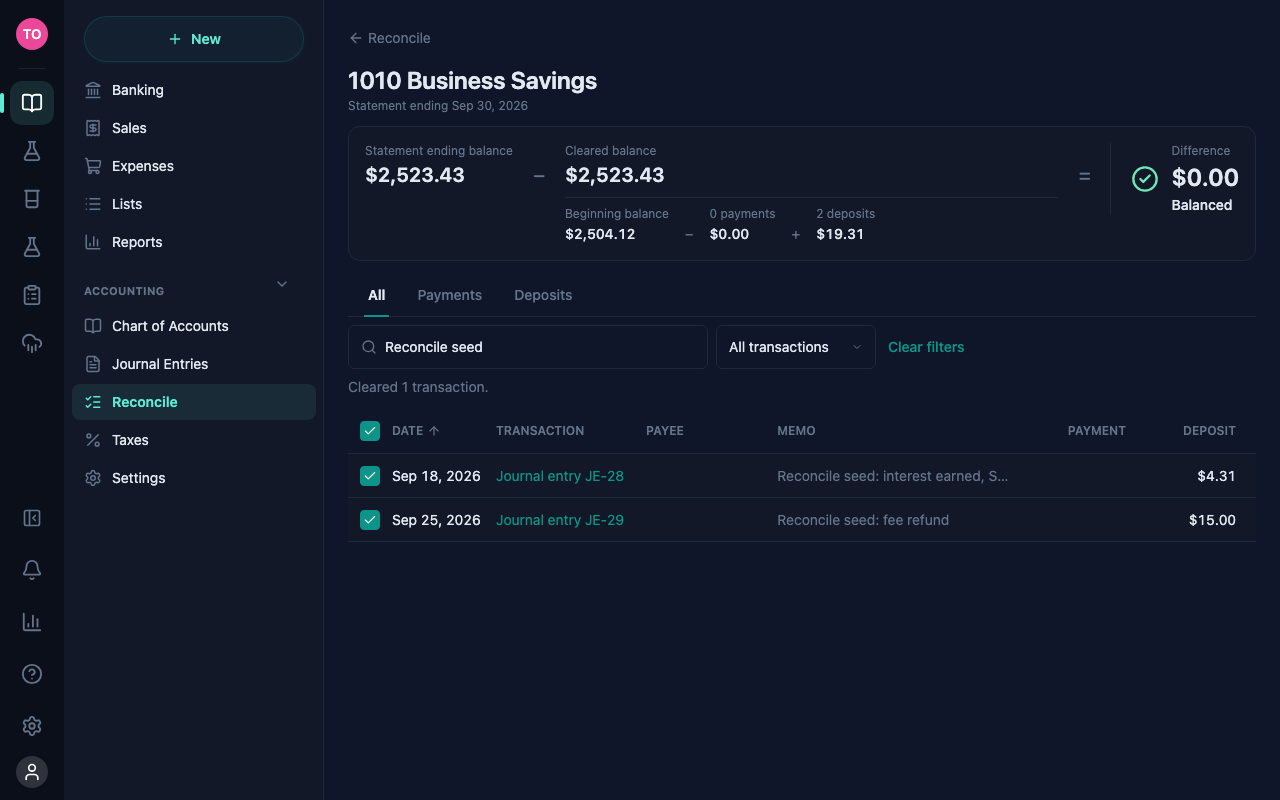 TO
+ New
Banking
Sales
Expenses
Lists
Reports
ACCOUNTING
Chart of Accounts
Journal Entries
Reconcile
Taxes
Settings
← Reconcile
1010 Business Savings
Statement ending Sep 30, 2026
Statement ending balance
$2,523.43
–
Cleared balance
$2,523.43
Beginning balance
$2,504.12
–
0 payments
$0.00
+
2 deposits
$19.31
=
Difference
$0.00
Balanced
All Payments Deposits
Reconcile seed
All transactions
Clear filters
Cleared 1 transaction.
DATE ↑ TRANSACTION PAYEE MEMO PAYMENT DEPOSIT
Sep 18, 2026 Journal entry JE-28 Reconcile seed: interest earned, S... $4.31
Sep 25, 2026 Journal entry JE-29 Reconcile seed: fee refund $15.00